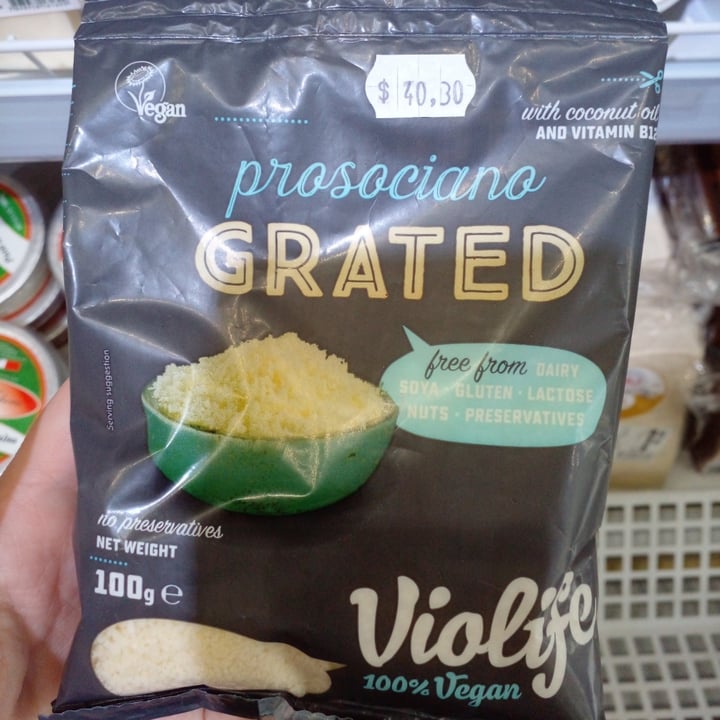 Vegan
$ 40,30
with coconut oil
AND VITAMIN B12
prosociano
GRATED
free from DAIRY
SOYA · GLUTEN · LACTOSE
NUTS · PRESERVATIVES
Serving suggestion
no preservatives
NET WEIGHT
100g e
Violife
100% Vegan